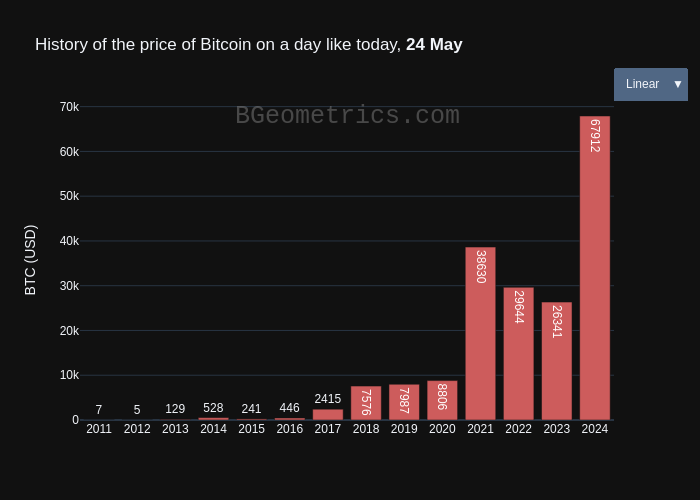 History of the price of Bitcoin on a day like today, 24 May
Linear ▼
BGeometrics.com
BTC (USD)
70k
60k
50k
40k
30k
20k
10k
0
7
5
129
528
241
446
2415
7576
7987
8806
38630
29644
26341
67912
2011 2012 2013 2014 2015 2016 2017 2018 2019 2020 2021 2022 2023 2024